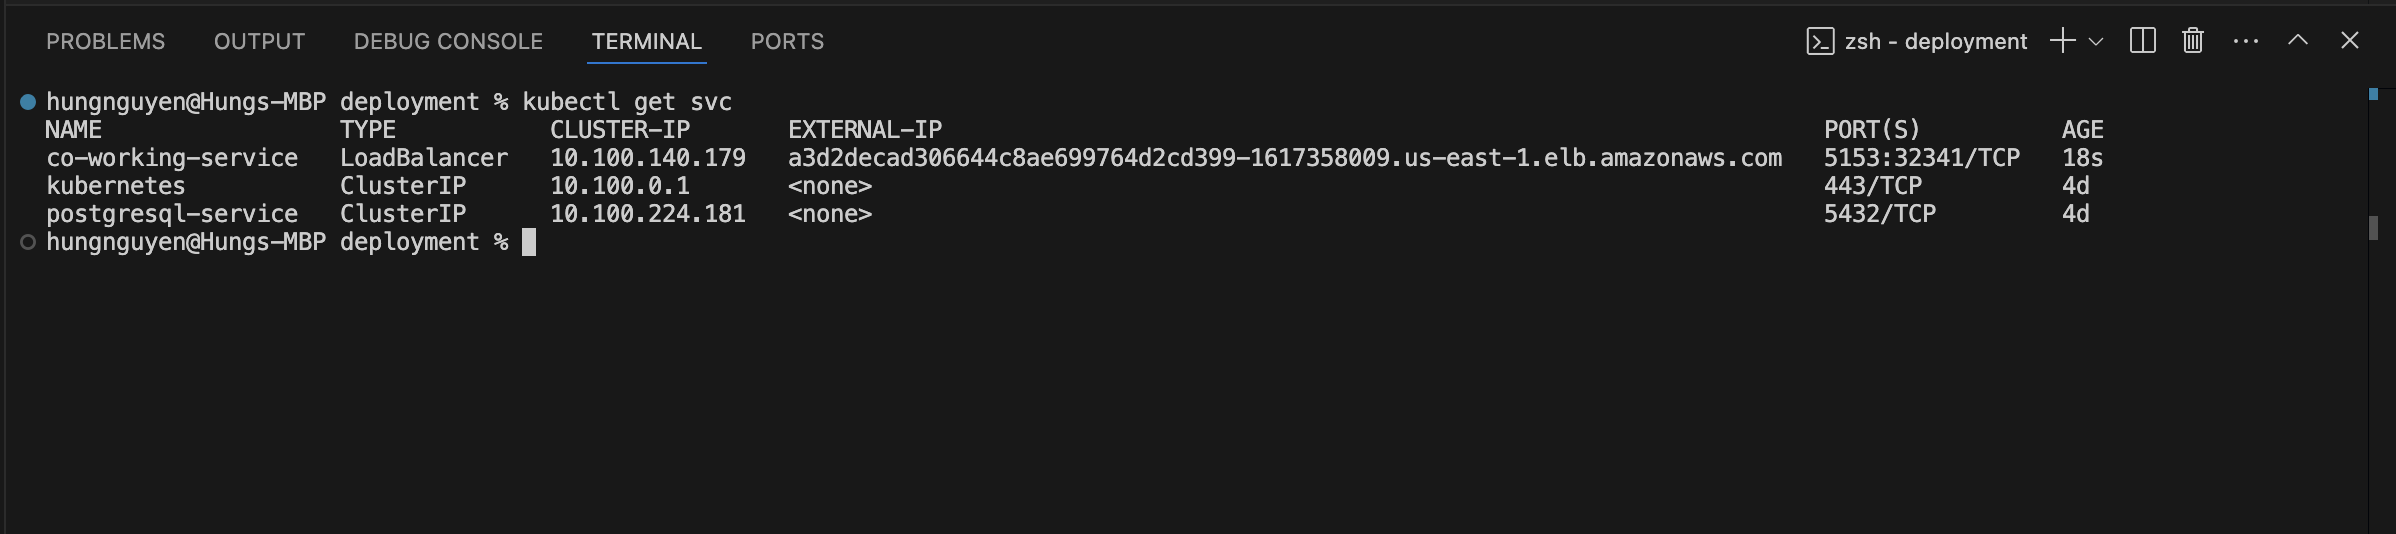 PROBLEMS OUTPUT DEBUG CONSOLE TERMINAL PORTS zsh - deployment
hungnguyen@Hungs-MBP deployment % kubectl get svc
NAME TYPE CLUSTER-IP EXTERNAL-IP PORT(S) AGE
co-working-service LoadBalancer 10.100.140.179 a3d2decad306644c8ae699764d2cd399-1617358009.us-east-1.elb.amazonaws.com 5153:32341/TCP 18s
kubernetes ClusterIP 10.100.0.1 <none> 443/TCP 4d
postgresql-service ClusterIP 10.100.224.181 <none> 5432/TCP 4d
hungnguyen@Hungs-MBP deployment %